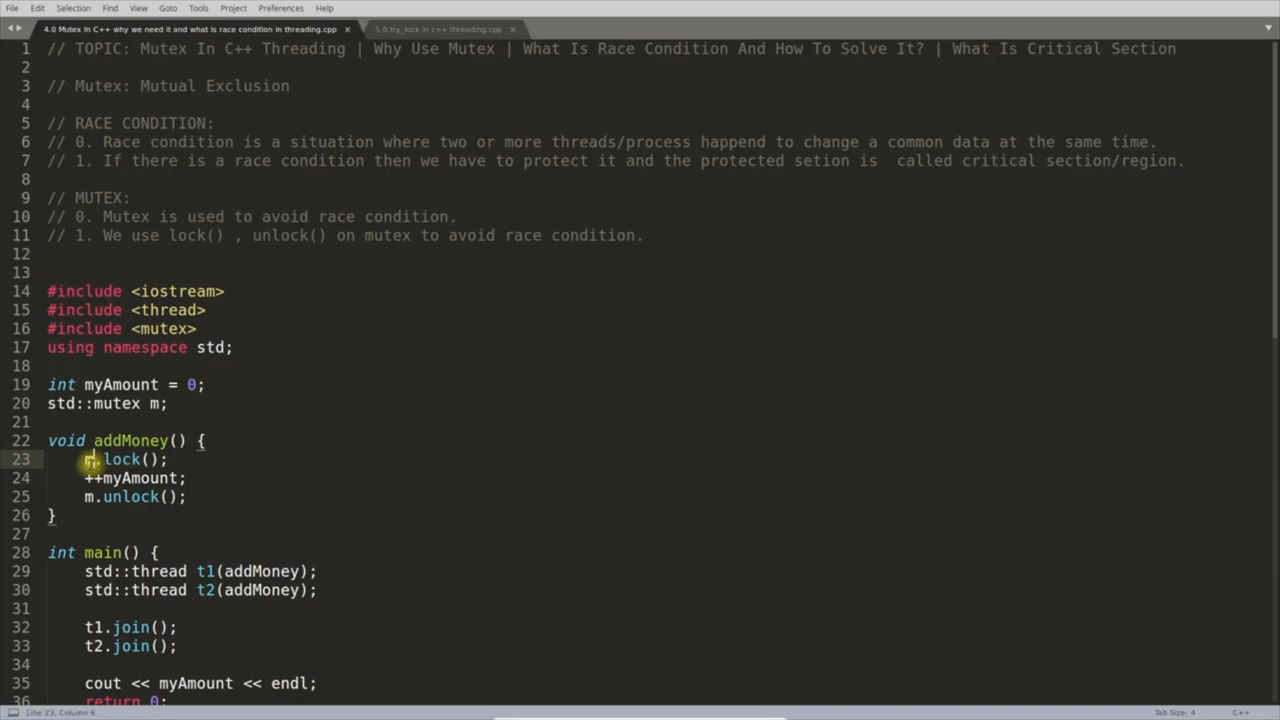 File Edit Selection Find View Goto Tools Project Preferences Help
4.0 Mutex In C++ why we need it and what is race condition in threading.cpp × 5.0 try_lock in c++ threading.cpp ×
1 // TOPIC: Mutex In C++ Threading | Why Use Mutex | What Is Race Condition And How To Solve It? | What Is Critical Section
2
3 // Mutex: Mutual Exclusion
4
5 // RACE CONDITION:
6 // 0. Race condition is a situation where two or more threads/process happend to change a common data at the same time.
7 // 1. If there is a race condition then we have to protect it and the protected setion is  called critical section/region.
8
9 // MUTEX:
10 // 0. Mutex is used to avoid race condition.
11 // 1. We use lock() , unlock() on mutex to avoid race condition.
12
13
14 #include <iostream>
15 #include <thread>
16 #include <mutex>
17 using namespace std;
18
19 int myAmount = 0;
20 std::mutex m;
21
22 void addMoney() {
23 m.lock();
24 ++myAmount;
25 m.unlock();
26 }
27
28 int main() {
29 std::thread t1(addMoney);
30 std::thread t2(addMoney);
31
32 t1.join();
33 t2.join();
34
35 cout << myAmount << endl;
36 return 0;
Line 23, Column 6 Tab Size: 4 C++